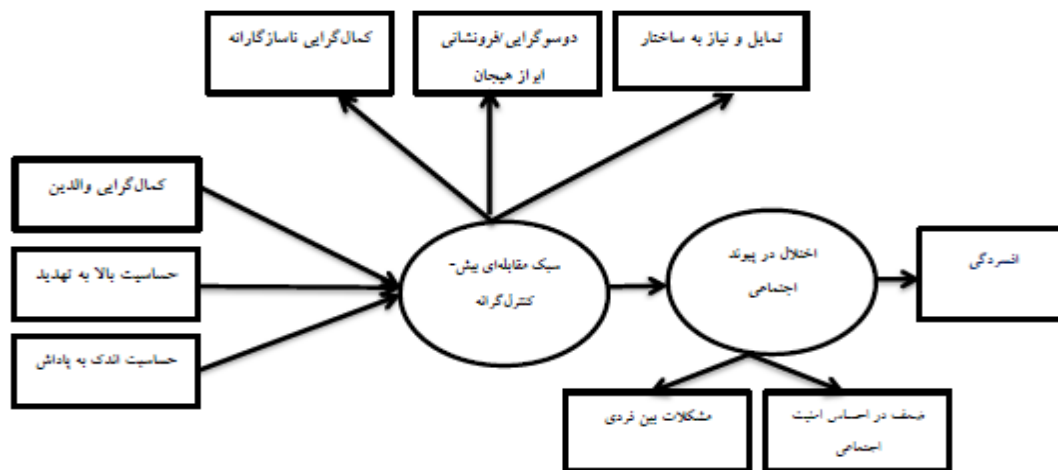 تمایل و نیاز به ساختار
دوسوگرایی/فرونشانی
ابراز هیجان
کمال‌گرایی ناسازگارانه
کمال‌گرایی والدین
حساسیت بالا به تهدید
حساسیت اندک به پاداش
سبک مقابله‌ای بیش-
کنترل‌گرانه
اختلال در پیوند
اجتماعی
افسردگی
ضعف در احساس امنیت
اجتماعی
مشکلات بین فردی